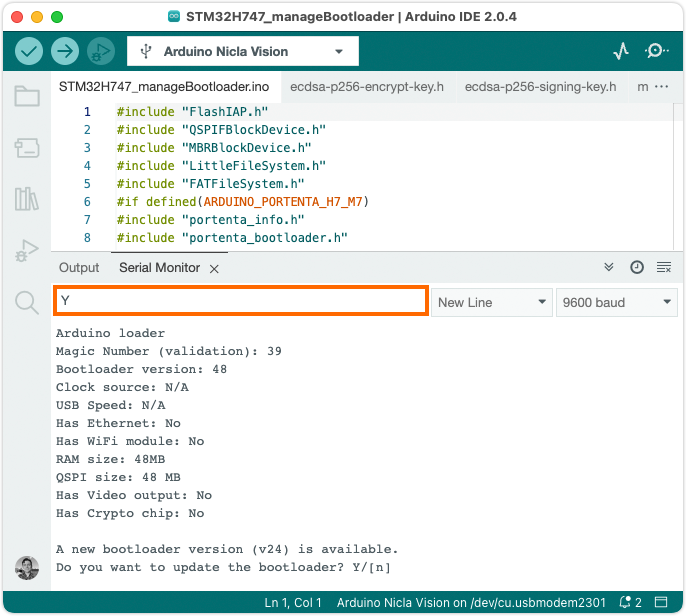 STM32H747_manageBootloader | Arduino IDE 2.0.4
Arduino Nicla Vision
STM32H747_manageBootloader.ino ecdsa-p256-encrypt-key.h ecdsa-p256-signing-key.h m ···
1 #include "FlashIAP.h"
2 #include "QSPIFBlockDevice.h"
3 #include "MBRBlockDevice.h"
4 #include "LittleFileSystem.h"
5 #include "FATFileSystem.h"
6 #if defined(ARDUINO_PORTENTA_H7_M7)
7 #include "portenta_info.h"
8 #include "portenta_bootloader.h"
Output Serial Monitor
Y New Line 9600 baud
Arduino loader
Magic Number (validation): 39
Bootloader version: 48
Clock source: N/A
USB Speed: N/A
Has Ethernet: No
Has WiFi module: No
RAM size: 48MB
QSPI size: 48 MB
Has Video output: No
Has Crypto chip: No
A new bootloader version (v24) is available.
Do you want to update the bootloader? Y/[n]
Ln 1, Col 1 Arduino Nicla Vision on /dev/cu.usbmodem2301 2